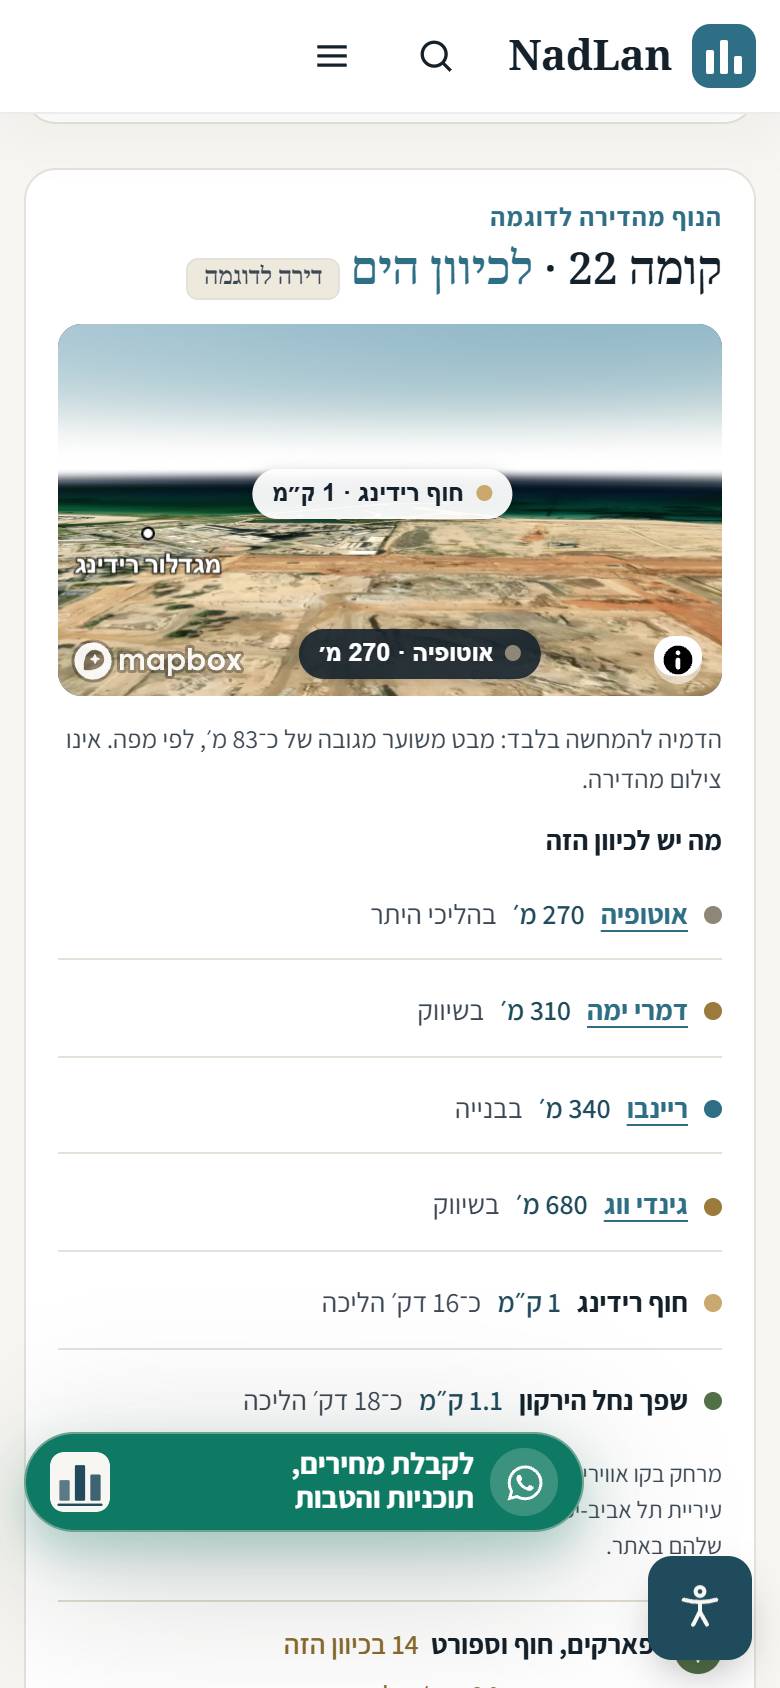 NadLan
הנוף מהדירה לדוגמה
קומה 22 · לכיוון הים דירה לדוגמה
חוף רידינג · 1 ק״מ
מגדלור רידינג
אוטופיה · 270 מ׳
mapbox
הדמיה להמחשה בלבד: מבט משוער מגובה של כ־83 מ׳, לפי מפה. אינו
צילום מהדירה.
מה יש לכיוון הזה
אוטופיה 270 מ׳ בהליכי היתר
דמרי ימה 310 מ׳ בשיווק
ריינבו 340 מ׳ בבנייה
גינדי ווג 680 מ׳ בשיווק
חוף רידינג 1 ק״מ כ־16 דק׳ הליכה
שפך נחל הירקון 1.1 ק״מ כ־18 דק׳ הליכה
מרחק בקו אווירי
עיריית תל אביב-
שלהם באתר.
לקבלת מחירים,
תוכניות והטבות
פארקים, חוף וספורט 14 בכיוון הזה